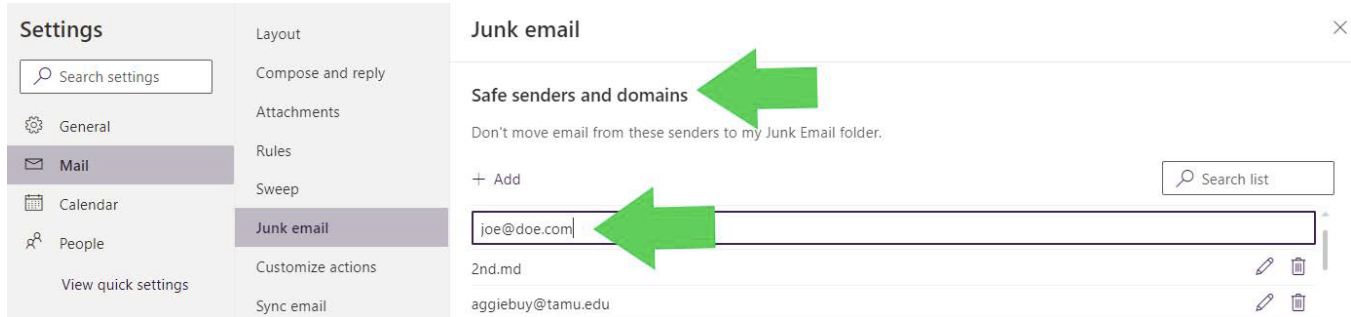 Settings
Search settings
General
Mail
Calendar
People
View quick settings
Layout
Compose and reply
Attachments
Rules
Sweep
Junk email
Customize actions
Sync email
Junk email
Safe senders and domains
Don't move email from these senders to my Junk Email folder.
+ Add
Search list
joe@doe.com
2nd.md
aggiebuy@tamu.edu